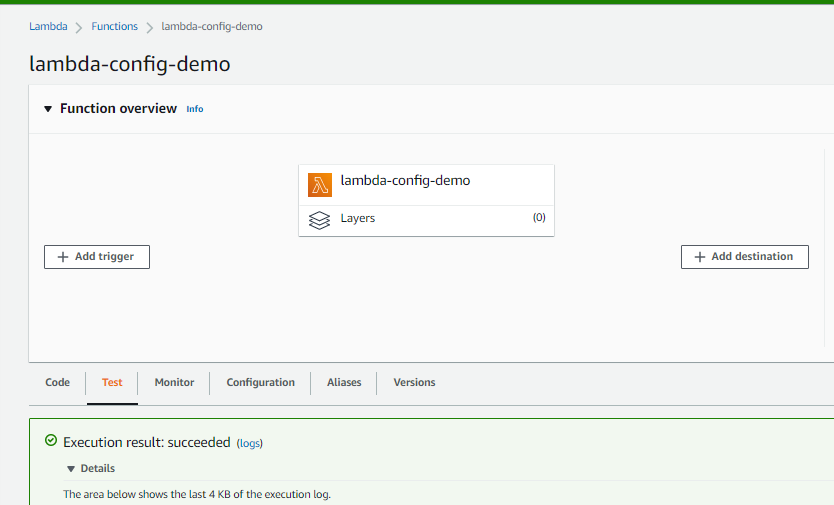 Lambda > Functions > lambda-config-demo
lambda-config-demo
Function overview Info
lambda-config-demo
Layers (0)
+ Add trigger
+ Add destination
Code Test Monitor Configuration Aliases Versions
Execution result: succeeded (logs)
Details
The area below shows the last 4 KB of the execution log.